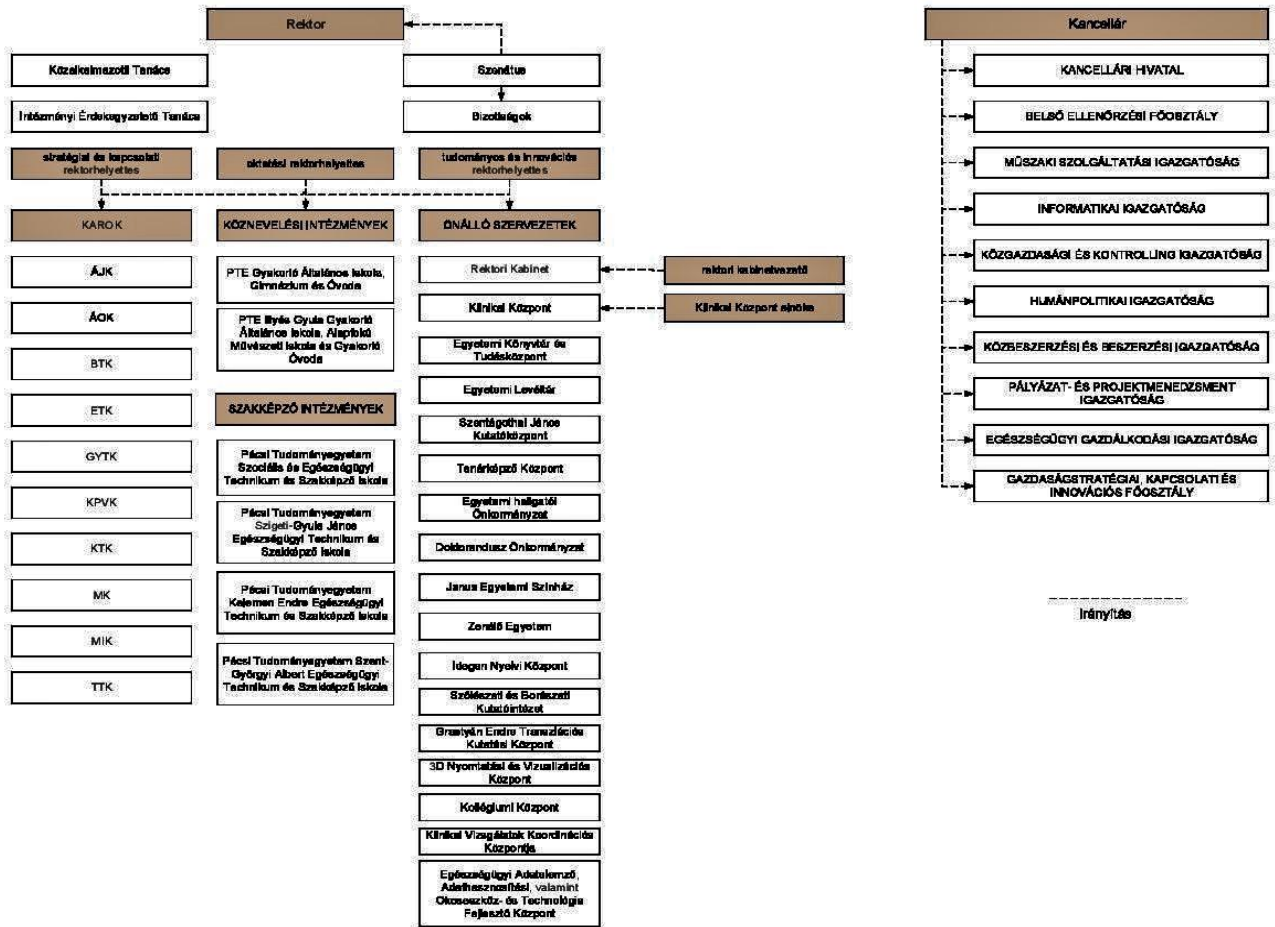 Rektor
Közalkalmazotti Tanács
Szenátus
Intézményi Érdekegyeztető Tanács
Bizottságok
stratégiai és kapcsolati
rektorhelyettes
oktatási rektorhelyettes
tudományos és innovációs
rektorhelyettes
KAROK
ÁJK
ÁOK
BTK
ETK
GYTK
KPVK
KTK
MK
MIK
TTK
KÖZNEVELÉSI INTÉZMÉNYEK
PTE Gyakorló Általános Iskola,
Gimnázium és Óvoda
PTE Illyés Gyula Gyakorló
Általános Iskola, Alapfokú
Művészeti Iskola és Gyakorló
Óvoda
SZAKKÉPZŐ INTÉZMÉNYEK
Pécsi Tudományegyetem
Szociális és Egészségügyi
Technikum és Szakképző Iskola
Pécsi Tudományegyetem
Szigeti-Gyula János
Egészségügyi Technikum és
Szakképző Iskola
Pécsi Tudományegyetem
Kelemen Endre Egészségügyi
Technikum és Szakképző Iskola
Pécsi Tudományegyetem Szent-
Györgyi Albert Egészségügyi
Technikum és Szakképző Iskola
ÖNÁLLÓ SZERVEZETEK
Rektori Kabinet
rektori kabinetvezető
Klinikai Központ
Klinikai Központ elnöke
Egyetemi Könyvtár és
Tudásközpont
Egyetemi Levéltár
Szentágothai János
Kutatóközpont
Tanárképző Központ
Egyetemi hallgatói
Önkormányzat
Doktorandusz Önkormányzat
Janus Egyetemi Színház
Zenélő Egyetem
Idegen Nyelvi Központ
Szőlészeti és Borászati
Kutatóintézet
Grastyán Endre Transzlációs
Kutatási Központ
3D Nyomtatási és Vizualizációs
Központ
Kollégiumi Központ
Klinikai Vizsgálatok Koordinációs
Központja
Egészségügyi Adatelemző,
Adathasznosítási, valamint
Okoseszköz- és Technológia
Fejlesztő Központ
Kancellár
KANCELLÁRI HIVATAL
BELSŐ ELLENŐRZÉSI FŐOSZTÁLY
MŰSZAKI SZOLGÁLTATÁSI IGAZGATÓSÁG
INFORMATIKAI IGAZGATÓSÁG
KÖZGAZDASÁGI ÉS KONTROLLING IGAZGATÓSÁG
HUMÁNPOLITIKAI IGAZGATÓSÁG
KÖZBESZERZÉSI ÉS BESZERZÉSI IGAZGATÓSÁG
PÁLYÁZAT- ÉS PROJEKTMENEDZSMENT
IGAZGATÓSÁG
EGÉSZSÉGÜGYI GAZDÁLKODÁSI IGAZGATÓSÁG
GAZDASÁGSTRATÉGIAI, KAPCSOLATI ÉS
INNOVÁCIÓS FŐOSZTÁLY
Irányítás